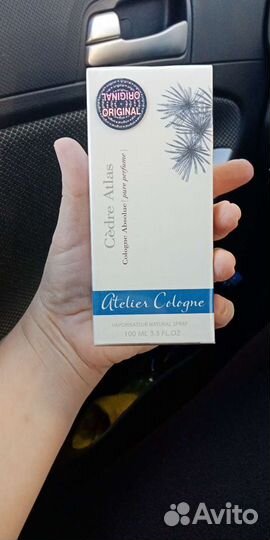 ORIGINAL
ORIGINAL
Cèdre Atlas
Cologne Absolue [ pure perfume ]
Atelier Cologne
VAPORISATEUR NATURAL SPRAY
100 ML 3.3 FL.OZ
Avito